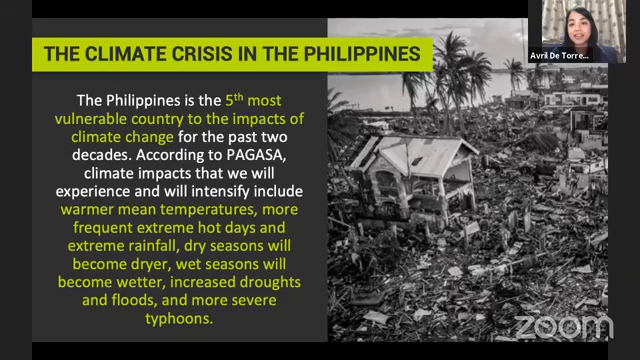 THE CLIMATE CRISIS IN THE PHILIPPINES
Avril De Torre...
The Philippines is the 5th most
vulnerable country to the impacts of
climate change for the past two
decades. According to PAGASA,
climate impacts that we will
experience and will intensify include
warmer mean temperatures, more
frequent extreme hot days and
extreme rainfall, dry seasons will
become dryer, wet seasons will
become wetter, increased droughts
and floods, and more severe
typhoons.
zoom